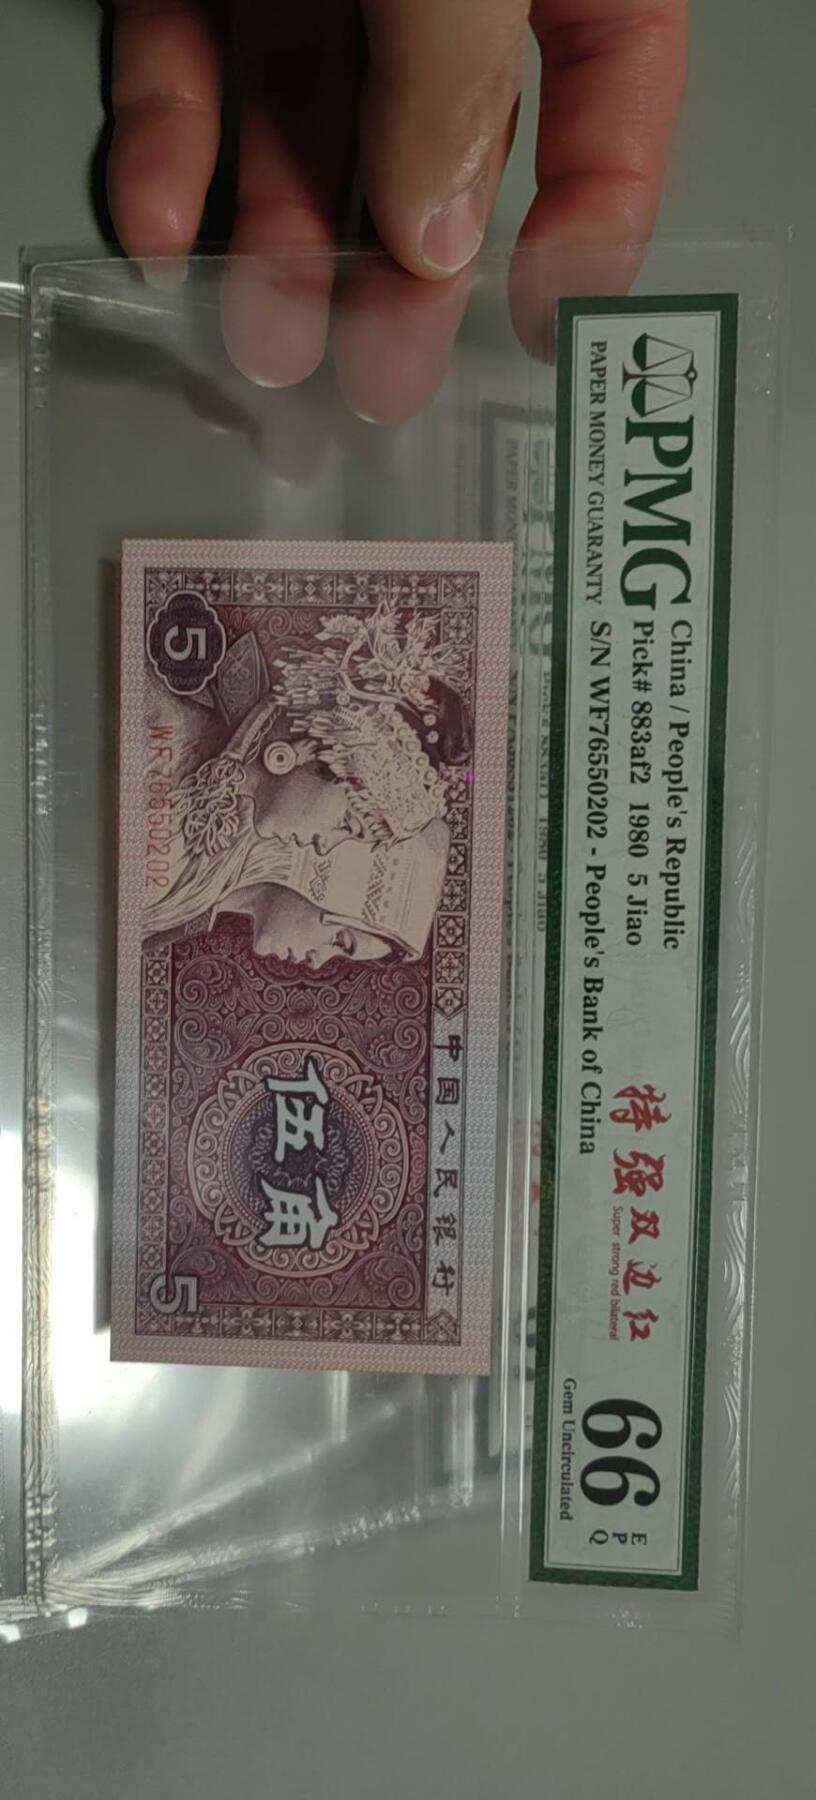 PMG
PAPER MONEY GUARANTY
China / People's Republic
Pick# 883af2 1980 5 Jiao
S/N WF76550202 - People's Bank of China
特强双边红
Super strong red bilateral
66
EPQ
Gem Uncirculated
中国人民银行
伍角
5
WF76550202
5